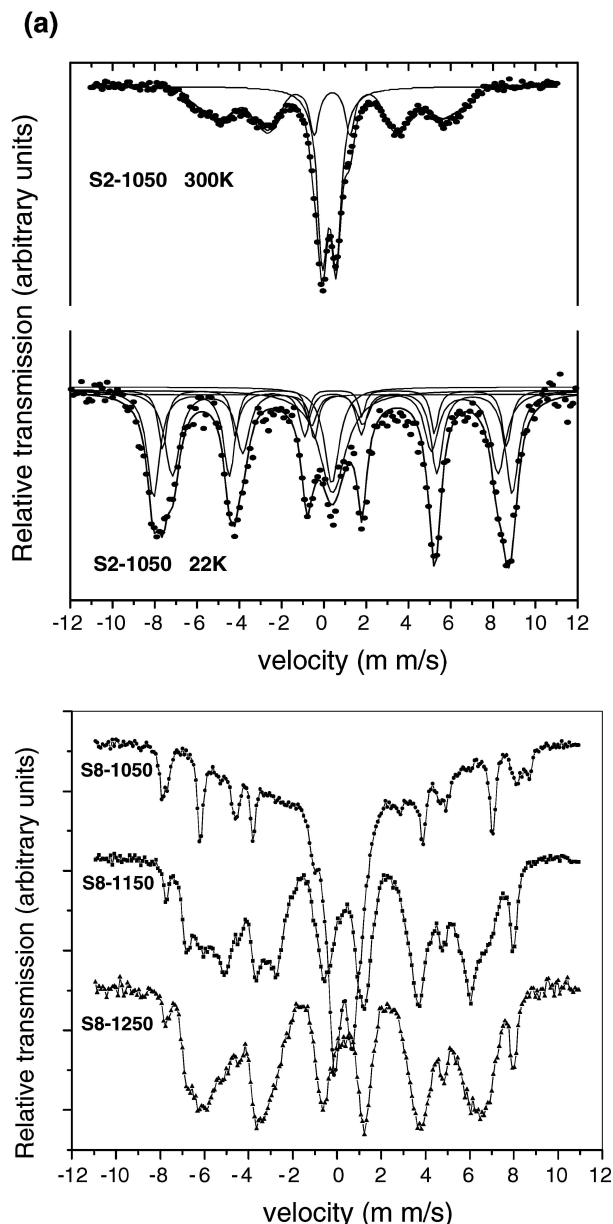 (a)
Relative transmission (arbitrary units)
S2-1050 300K
S2-1050 22K
-12 -10 -8 -6 -4 -2 0 2 4 6 8 10 12
velocity (m m/s)
Relative transmission (arbitrary units)
S8-1050
S8-1150
S8-1250
-12 -10 -8 -6 -4 -2 0 2 4 6 8 10 12
velocity (m m/s)